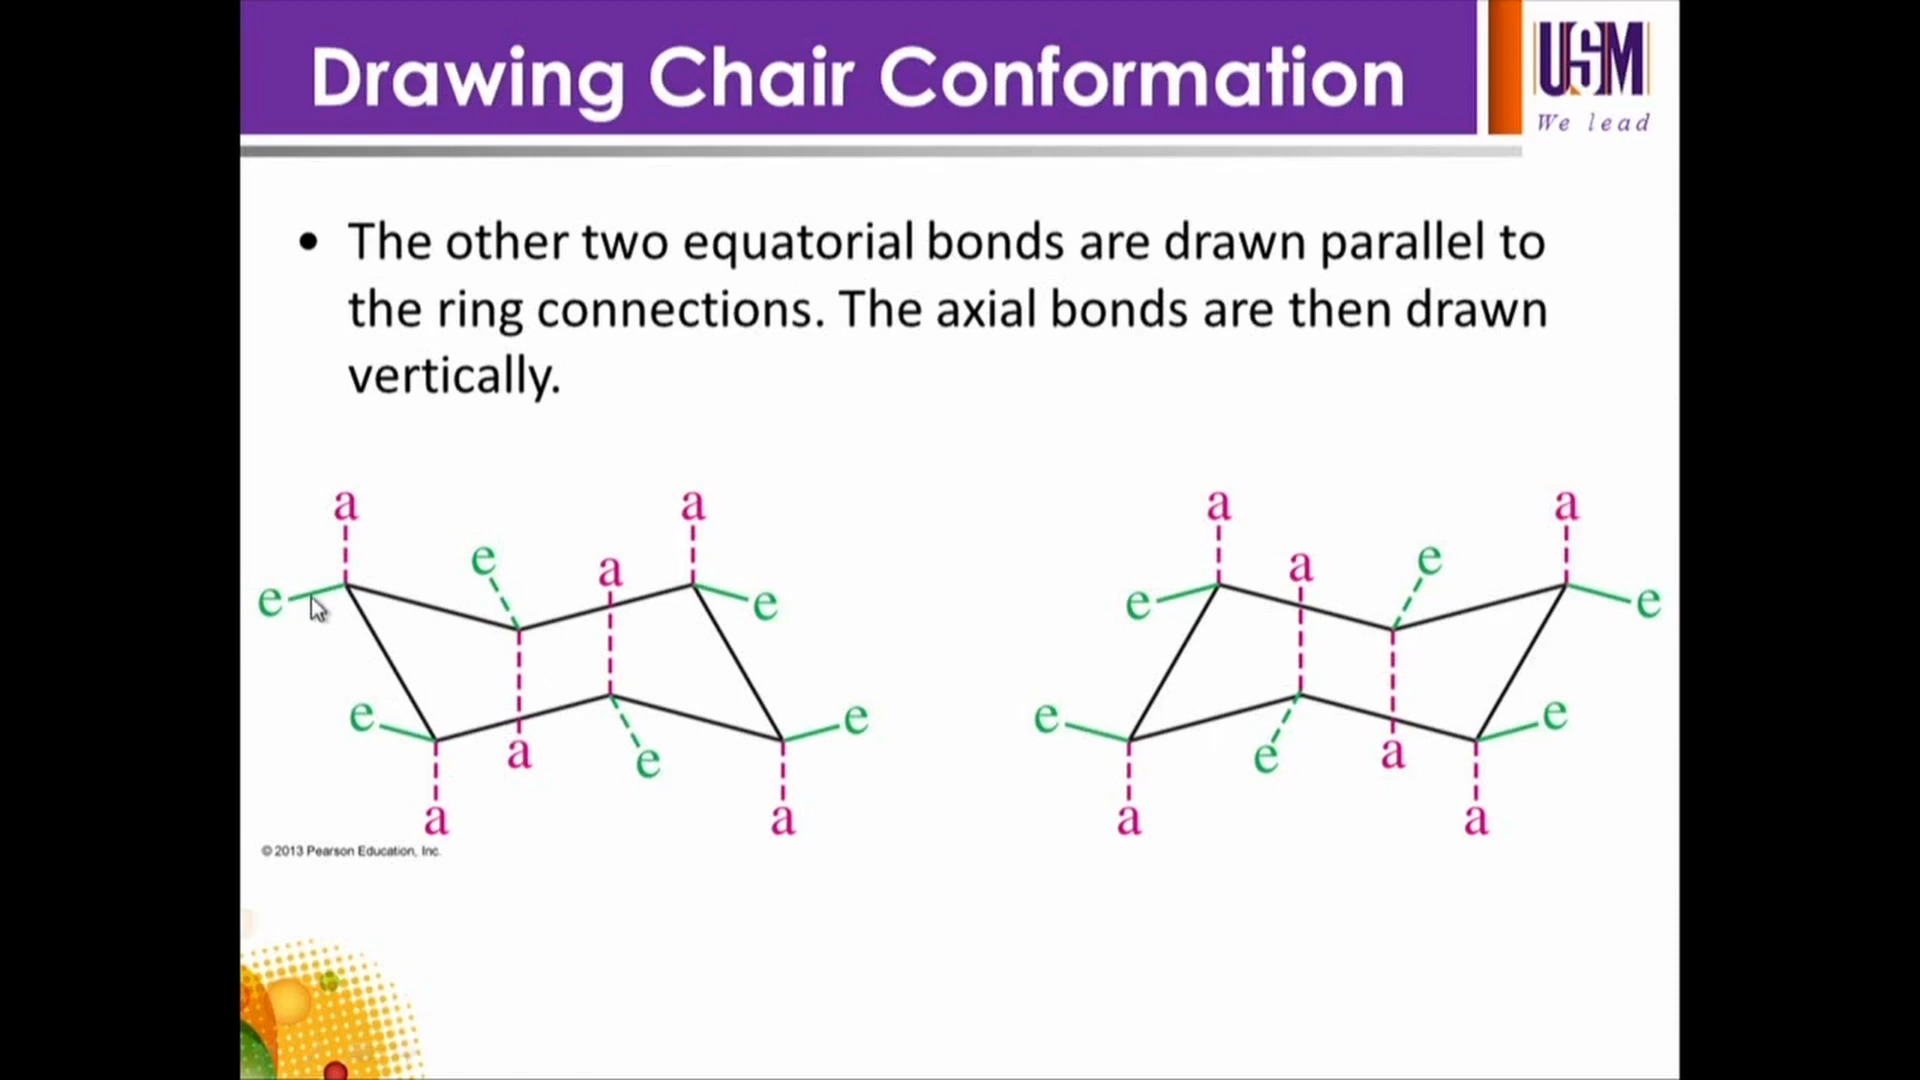 Drawing Chair Conformation
USM
We lead
• The other two equatorial bonds are drawn parallel to
the ring connections. The axial bonds are then drawn
vertically.
a a a a
e a a e
e e e e
e e e e
a e e a
a a a a
© 2013 Pearson Education, Inc.